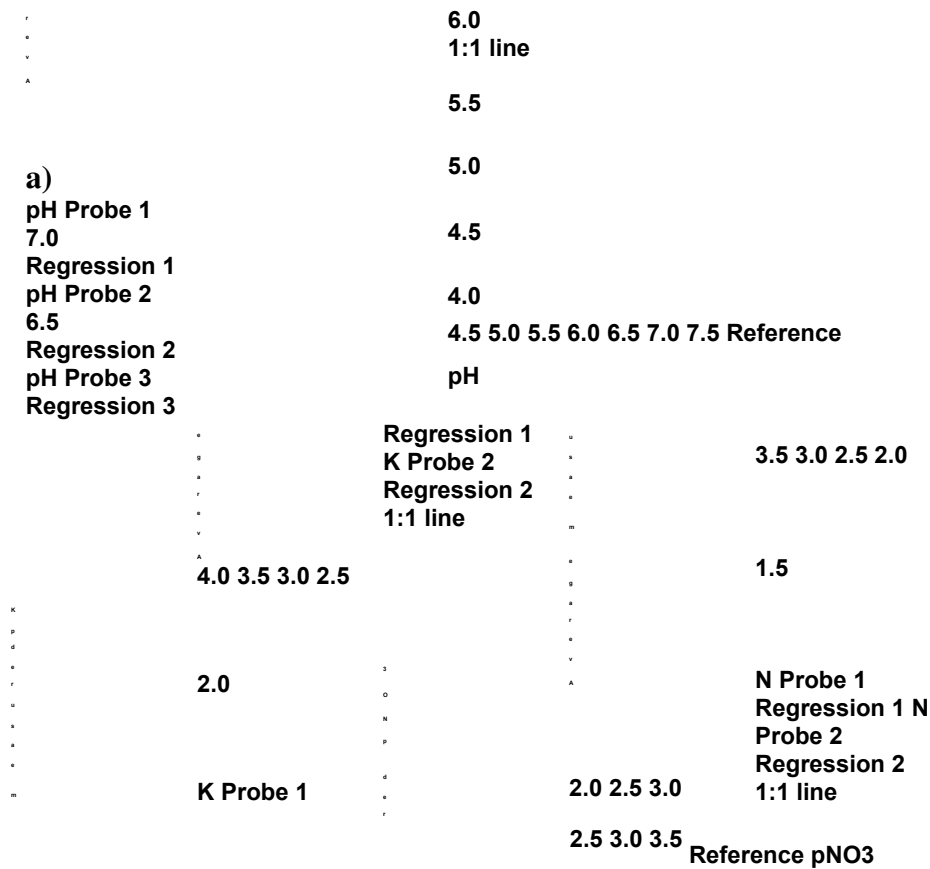 r
e
v
A
6.0
1:1 line
5.5
5.0
4.5
4.0
4.5 5.0 5.5 6.0 6.5 7.0 7.5 Reference
pH
a)
pH Probe 1
7.0
Regression 1
pH Probe 2
6.5
Regression 2
pH Probe 3
Regression 3
K
p
d
e
r
u
s
a
e
m
e
g
a
r
e
v
A
4.0 3.5 3.0 2.5
2.0
K Probe 1
Regression 1
K Probe 2
Regression 2
1:1 line
3
O
N
p
d
e
r
u
s
a
e
m
e
g
a
r
e
v
A
2.0 2.5 3.0
2.5 3.0 3.5
3.5 3.0 2.5 2.0
1.5
N Probe 1
Regression 1 N
Probe 2
Regression 2
1:1 line
Reference pNO3